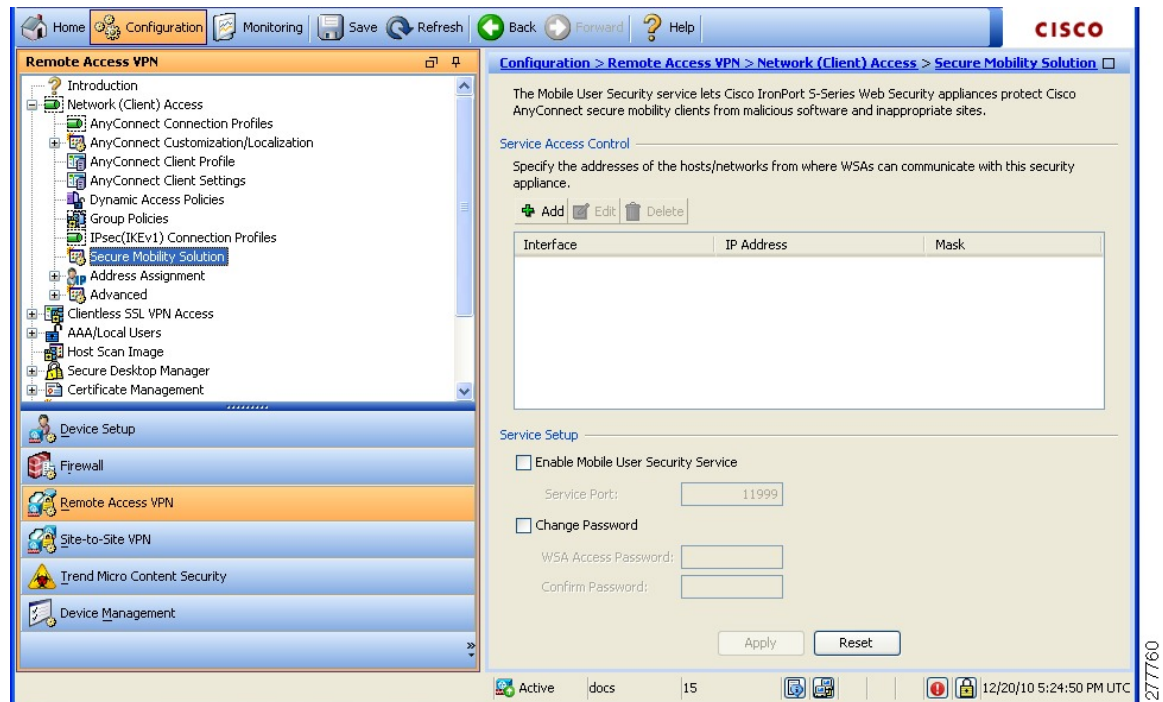 Home Configuration Monitoring Save Refresh Back Forward Help
CISCO
Remote Access VPN
Introduction
Network (Client) Access
AnyConnect Connection Profiles
AnyConnect Customization/Localization
AnyConnect Client Profile
AnyConnect Client Settings
Dynamic Access Policies
Group Policies
IPsec(IKEv1) Connection Profiles
Secure Mobility Solution
Address Assignment
Advanced
Clientless SSL VPN Access
AAA/Local Users
Host Scan Image
Secure Desktop Manager
Certificate Management
Device Setup
Firewall
Remote Access VPN
Site-to-Site VPN
Trend Micro Content Security
Device Management
Configuration > Remote Access VPN > Network (Client) Access > Secure Mobility Solution
The Mobile User Security service lets Cisco IronPort S-Series Web Security appliances protect Cisco
AnyConnect secure mobility clients from malicious software and inappropriate sites.
Service Access Control
Specify the addresses of the hosts/networks from where WSAs can communicate with this security
appliance.
Add Edit Delete
Interface IP Address Mask
Service Setup
Enable Mobile User Security Service
Service Port: 11999
Change Password
WSA Access Password:
Confirm Password:
Apply Reset
Active docs 15 12/20/10 5:24:50 PM UTC
277760